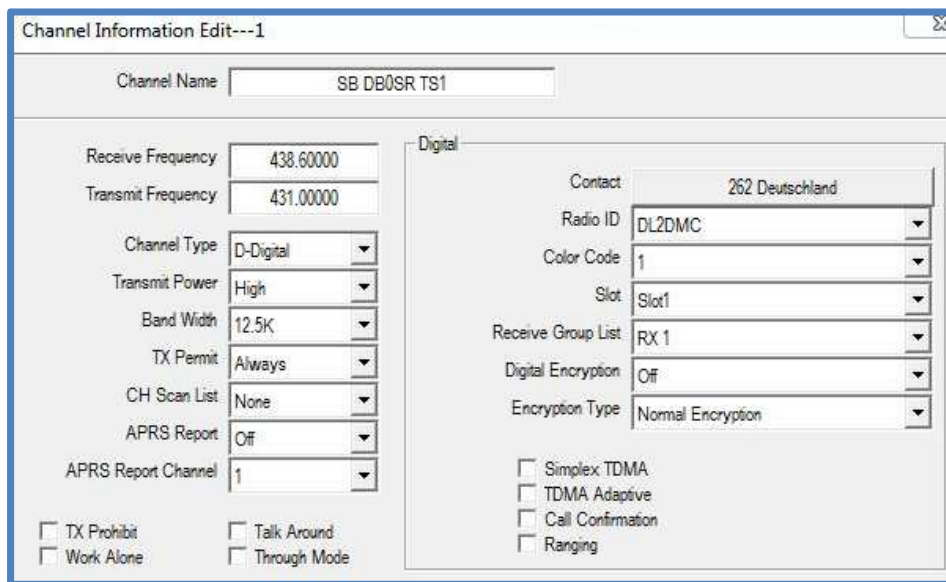 Channel Information Edit---1
Channel Name SB DB0SR TS1
Receive Frequency 438.60000
Transmit Frequency 431.00000
Channel Type D-Digital
Transmit Power High
Band Width 12.5K
TX Permit Always
CH Scan List None
APRS Report Off
APRS Report Channel 1
TX Prohibit Talk Around
Work Alone Through Mode
Digital
Contact 262 Deutschland
Radio ID DL2DMC
Color Code 1
Slot Slot1
Receive Group List RX 1
Digital Encryption Off
Encryption Type Normal Encryption
Simplex TDMA
TDMA Adaptive
Call Confirmation
Ranging